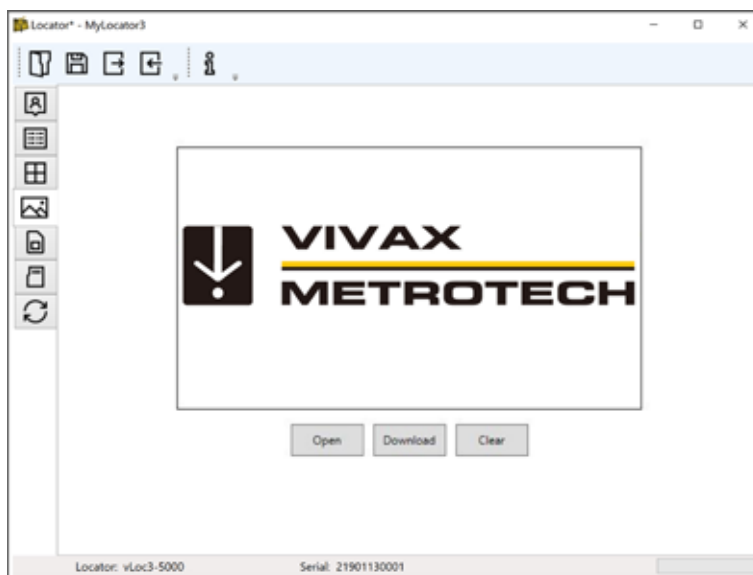 Locator* - MyLocator3
VIVAX
METROTECH
Open Download Clear
Locator: vLoc3-5000 Serial: 21901130001